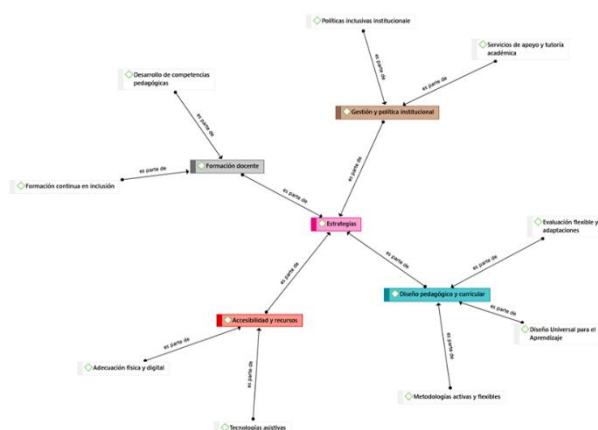 Políticas inclusivas institucionale
Servicios de apoyo y tutoría
académica
es parte de
es parte de
Desarrollo de competencias
pedagógicas
Gestión y política institucional
es parte de
es parte de
Formación docente
es parte de
Formación continua en inclusión
es parte de
Estrategias
Evaluación flexible y
adaptaciones
es parte de
es parte de
es parte de
Diseño pedagógico y curricular
Accesibilidad y recursos
es parte de
Diseño Universal para el
Aprendizaje
es parte de
es parte de
es parte de
Adecuación física y digital
Metodologías activas y flexibles
Tecnologías asistivas